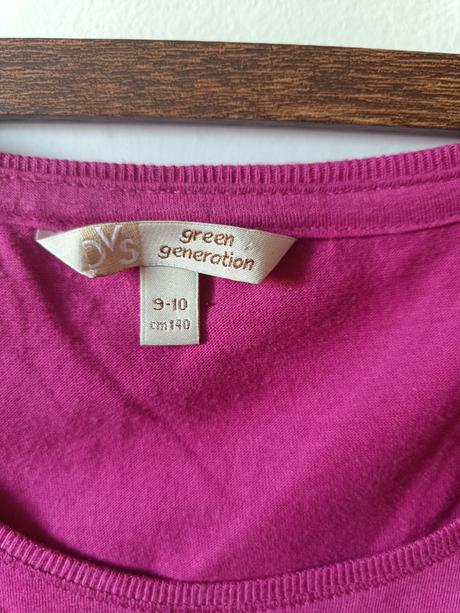 OVS
green
generation
9-10
cm140